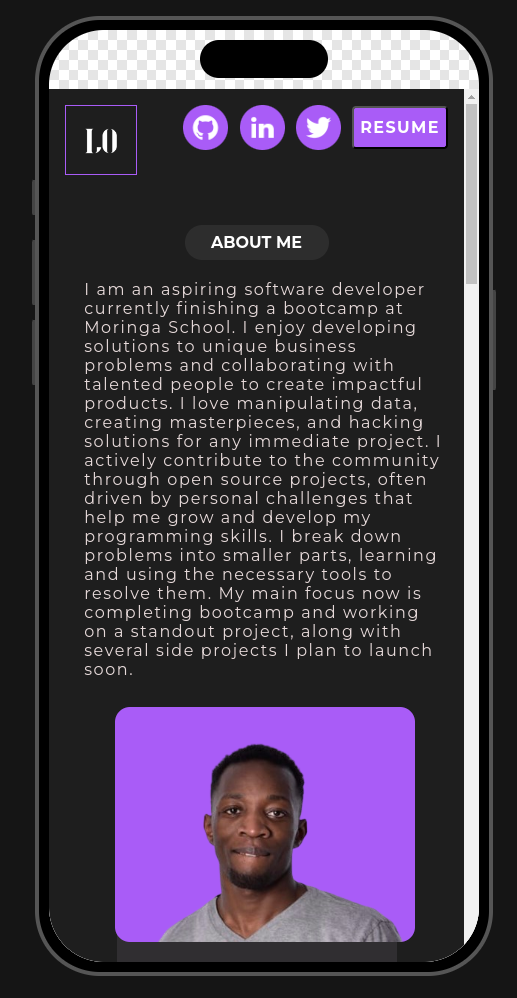 LO
RESUME
ABOUT ME
I am an aspiring software developer
currently finishing a bootcamp at
Moringa School. I enjoy developing
solutions to unique business
problems and collaborating with
talented people to create impactful
products. I love manipulating data,
creating masterpieces, and hacking
solutions for any immediate project. I
actively contribute to the community
through open source projects, often
driven by personal challenges that
help me grow and develop my
programming skills. I break down
problems into smaller parts, learning
and using the necessary tools to
resolve them. My main focus now is
completing bootcamp and working
on a standout project, along with
several side projects I plan to launch
soon.